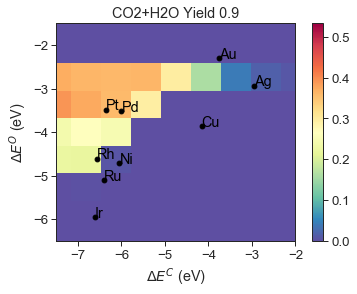 CO2+H2O Yield 0.9
ΔE^O (eV)
−2
−3
−4
−5
−6
Au
Ag
Pt
Pd
Cu
Rh
Ni
Ru
Ir
−7
−6
−5
−4
−3
−2
ΔE^C (eV)
0.5
0.4
0.3
0.2
0.1
0.0